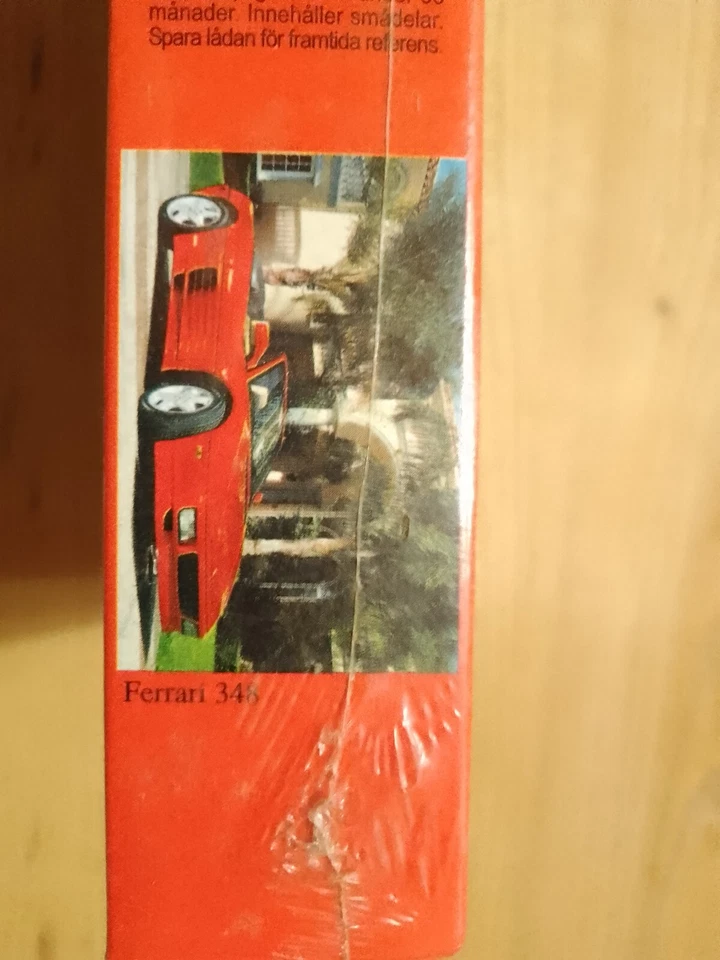 månader. Innehåller smådelar.
Spara lådan för framtida referens.
Ferrari 348